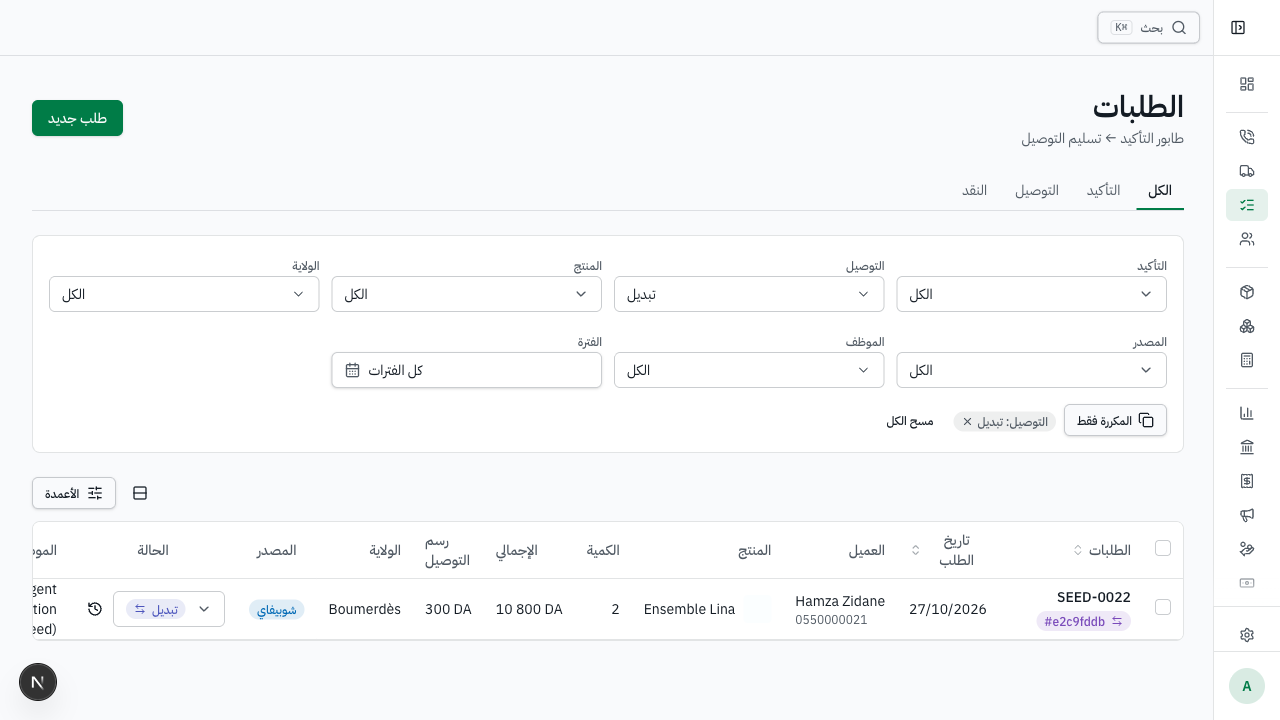 بحث ⌘K
الطلبات
طابور التأكيد ← تسليم التوصيل
طلب جديد
الكل
التأكيد
التوصيل
النقد
التأكيد
الكل
التوصيل
تبديل
المنتج
الكل
الولاية
الكل
المصدر
الكل
الموظف
الكل
الفترة
كل الفترات
المكررة فقط
التوصيل: تبديل
مسح الكل
الأعمدة
الطلبات
تاريخ الطلب
العميل
المنتج
الكمية
الإجمالي
رسم التوصيل
الولاية
المصدر
الحالة
SEED-0022
#e2c9fddb
27/10/2026
Hamza Zidane
0550000021
Ensemble Lina
2
10 800 DA
300 DA
Boumerdès
شوبيفاي
تبديل
N
A